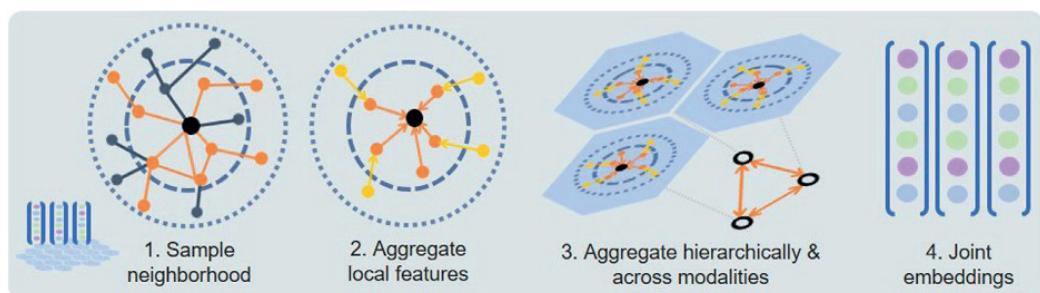 1. Sample
neighborhood
2. Aggregate
local features
3. Aggregate hierarchically &
across modalities
4. Joint
embeddings